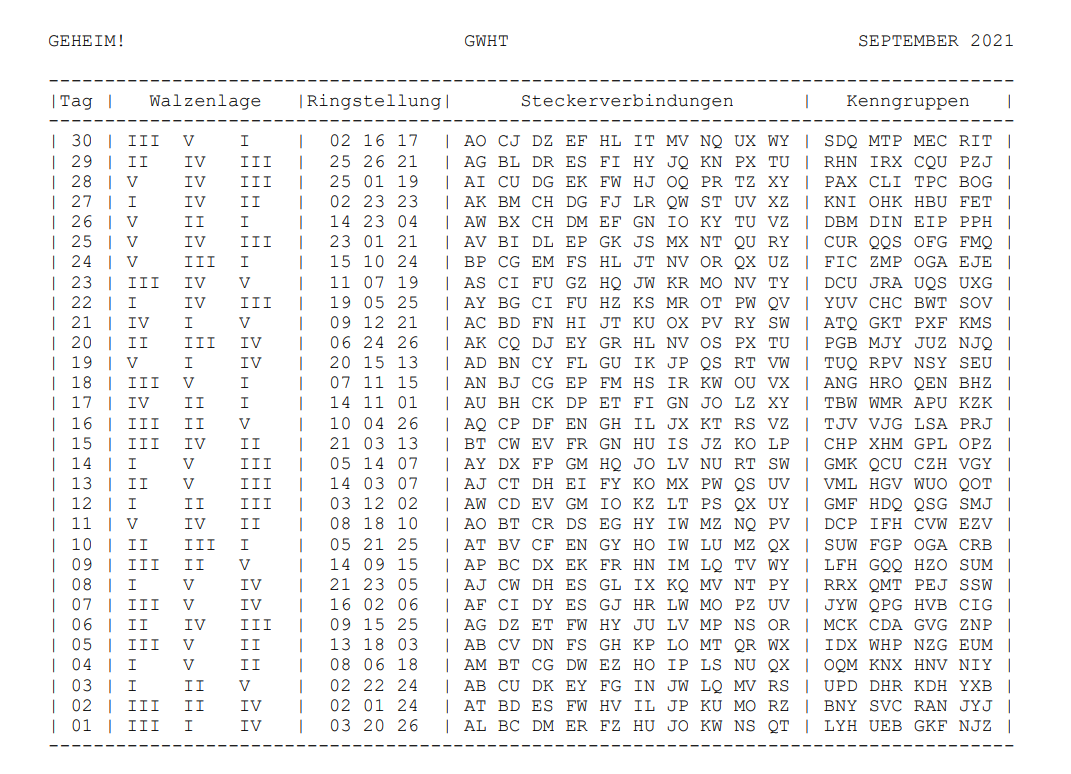 GEHEIM! GWHT SEPTEMBER 2021
--------------------------------------------------------------------------------------
|Tag | Walzenlage |Ringstellung| Steckerverbindungen | Kenngruppen |
--------------------------------------------------------------------------------------
| 30 | III V I | 02 16 17 | AO CJ DZ EF HL IT MV NQ UX WY | SDQ MTP MEC RIT |
| 29 | II IV III | 25 26 21 | AG BL DR ES FI HY JQ KN PX TU | RHN IRX CQU PZJ |
| 28 | V IV III | 25 01 19 | AI CU DG EK FW HJ OQ PR TZ XY | PAX CLI TPC BOG |
| 27 | I IV II | 02 23 23 | AK BM CH DG FJ LR QW ST UV XZ | KNI OHK HBU FET |
| 26 | V II I | 14 23 04 | AW BX CH DM EF GN IO KY TU VZ | DBM DIN EIP PPH |
| 25 | V IV III | 23 01 21 | AV BI DL EP GK JS MX NT QU RY | CUR QQS OFG FMQ |
| 24 | V III I | 15 10 24 | BP CG EM FS HL JT NV OR QX UZ | FIC ZMP OGA EJE |
| 23 | III IV V | 11 07 19 | AS CI FU GZ HQ JW KR MO NV TY | DCU JRA UQS UXG |
| 22 | I IV III | 19 05 25 | AY BG CI FU HZ KS MR OT PW QV | YUV CHC BWT SOV |
| 21 | IV I V | 09 12 21 | AC BD FN HI JT KU OX PV RY SW | ATQ GKT PXF KMS |
| 20 | II III IV | 06 24 26 | AK CQ DJ EY GR HL NV OS PX TU | PGB MJY JUZ NJQ |
| 19 | V I IV | 20 15 13 | AD BN CY FL GU IK JP QS RT VW | TUQ RPV NSY SEU |
| 18 | III V I | 07 11 15 | AN BJ CG EP FM HS IR KW OU VX | ANG HRO QEN BHZ |
| 17 | IV II I | 14 11 01 | AU BH CK DP ET FI GN JO LZ XY | TBW WMR APU KZK |
| 16 | III II V | 10 04 26 | AQ CP DF EN GH IL JX KT RS VZ | TJV VJG LSA PRJ |
| 15 | III IV II | 21 03 13 | BT CW EV FR GN HU IS JZ KO LP | CHP XHM GPL OPZ |
| 14 | I V III | 05 14 07 | AY DX FP GM HQ JO LV NU RT SW | GMK QCU CZH VGY |
| 13 | II V III | 14 03 07 | AJ CT DH EI FY KO MX PW QS UV | VML HGV WUO QOT |
| 12 | I II III | 03 12 02 | AW CD EV GM IO KZ LT PS QX UY | GMF HDQ QSG SMJ |
| 11 | V IV II | 08 18 10 | AO BT CR DS EG HY IW MZ NQ PV | DCP IFH CVW EZV |
| 10 | II III I | 05 21 25 | AT BV CF EN GY HO IW LU MZ QX | SUW FGP OGA CRB |
| 09 | III II V | 14 09 15 | AP BC DX EK FR HN IM LQ TV WY | LFH GQQ HZO SUM |
| 08 | I V IV | 21 23 05 | AJ CW DH ES GL IX KQ MV NT PY | RRX QMT PEJ SSW |
| 07 | III V IV | 16 02 06 | AF CI DY ES GJ HR LW MO PZ UV | JYW QPG HVB CIG |
| 06 | II IV III | 09 15 25 | AG DZ ET FW HY JU LV MP NS OR | MCK CDA GVG ZNP |
| 05 | III V II | 13 18 03 | AB CV DN FS GH KP LO MT QR WX | IDX WHP NZG EUM |
| 04 | I V II | 08 06 18 | AM BT CG DW EZ HO IP LS NU QX | OQM KNX HNV NIY |
| 03 | I II V | 02 22 24 | AB CU DK EY FG IN JW LQ MV RS | UPD DHR KDH YXB |
| 02 | III II IV | 02 01 24 | AT BD ES FW HV IL JP KU MO RZ | BNY SVC RAN JYJ |
| 01 | III I IV | 03 20 26 | AL BC DM ER FZ HU JO KW NS QT | LYH UEB GKF NJZ |
--------------------------------------------------------------------------------------